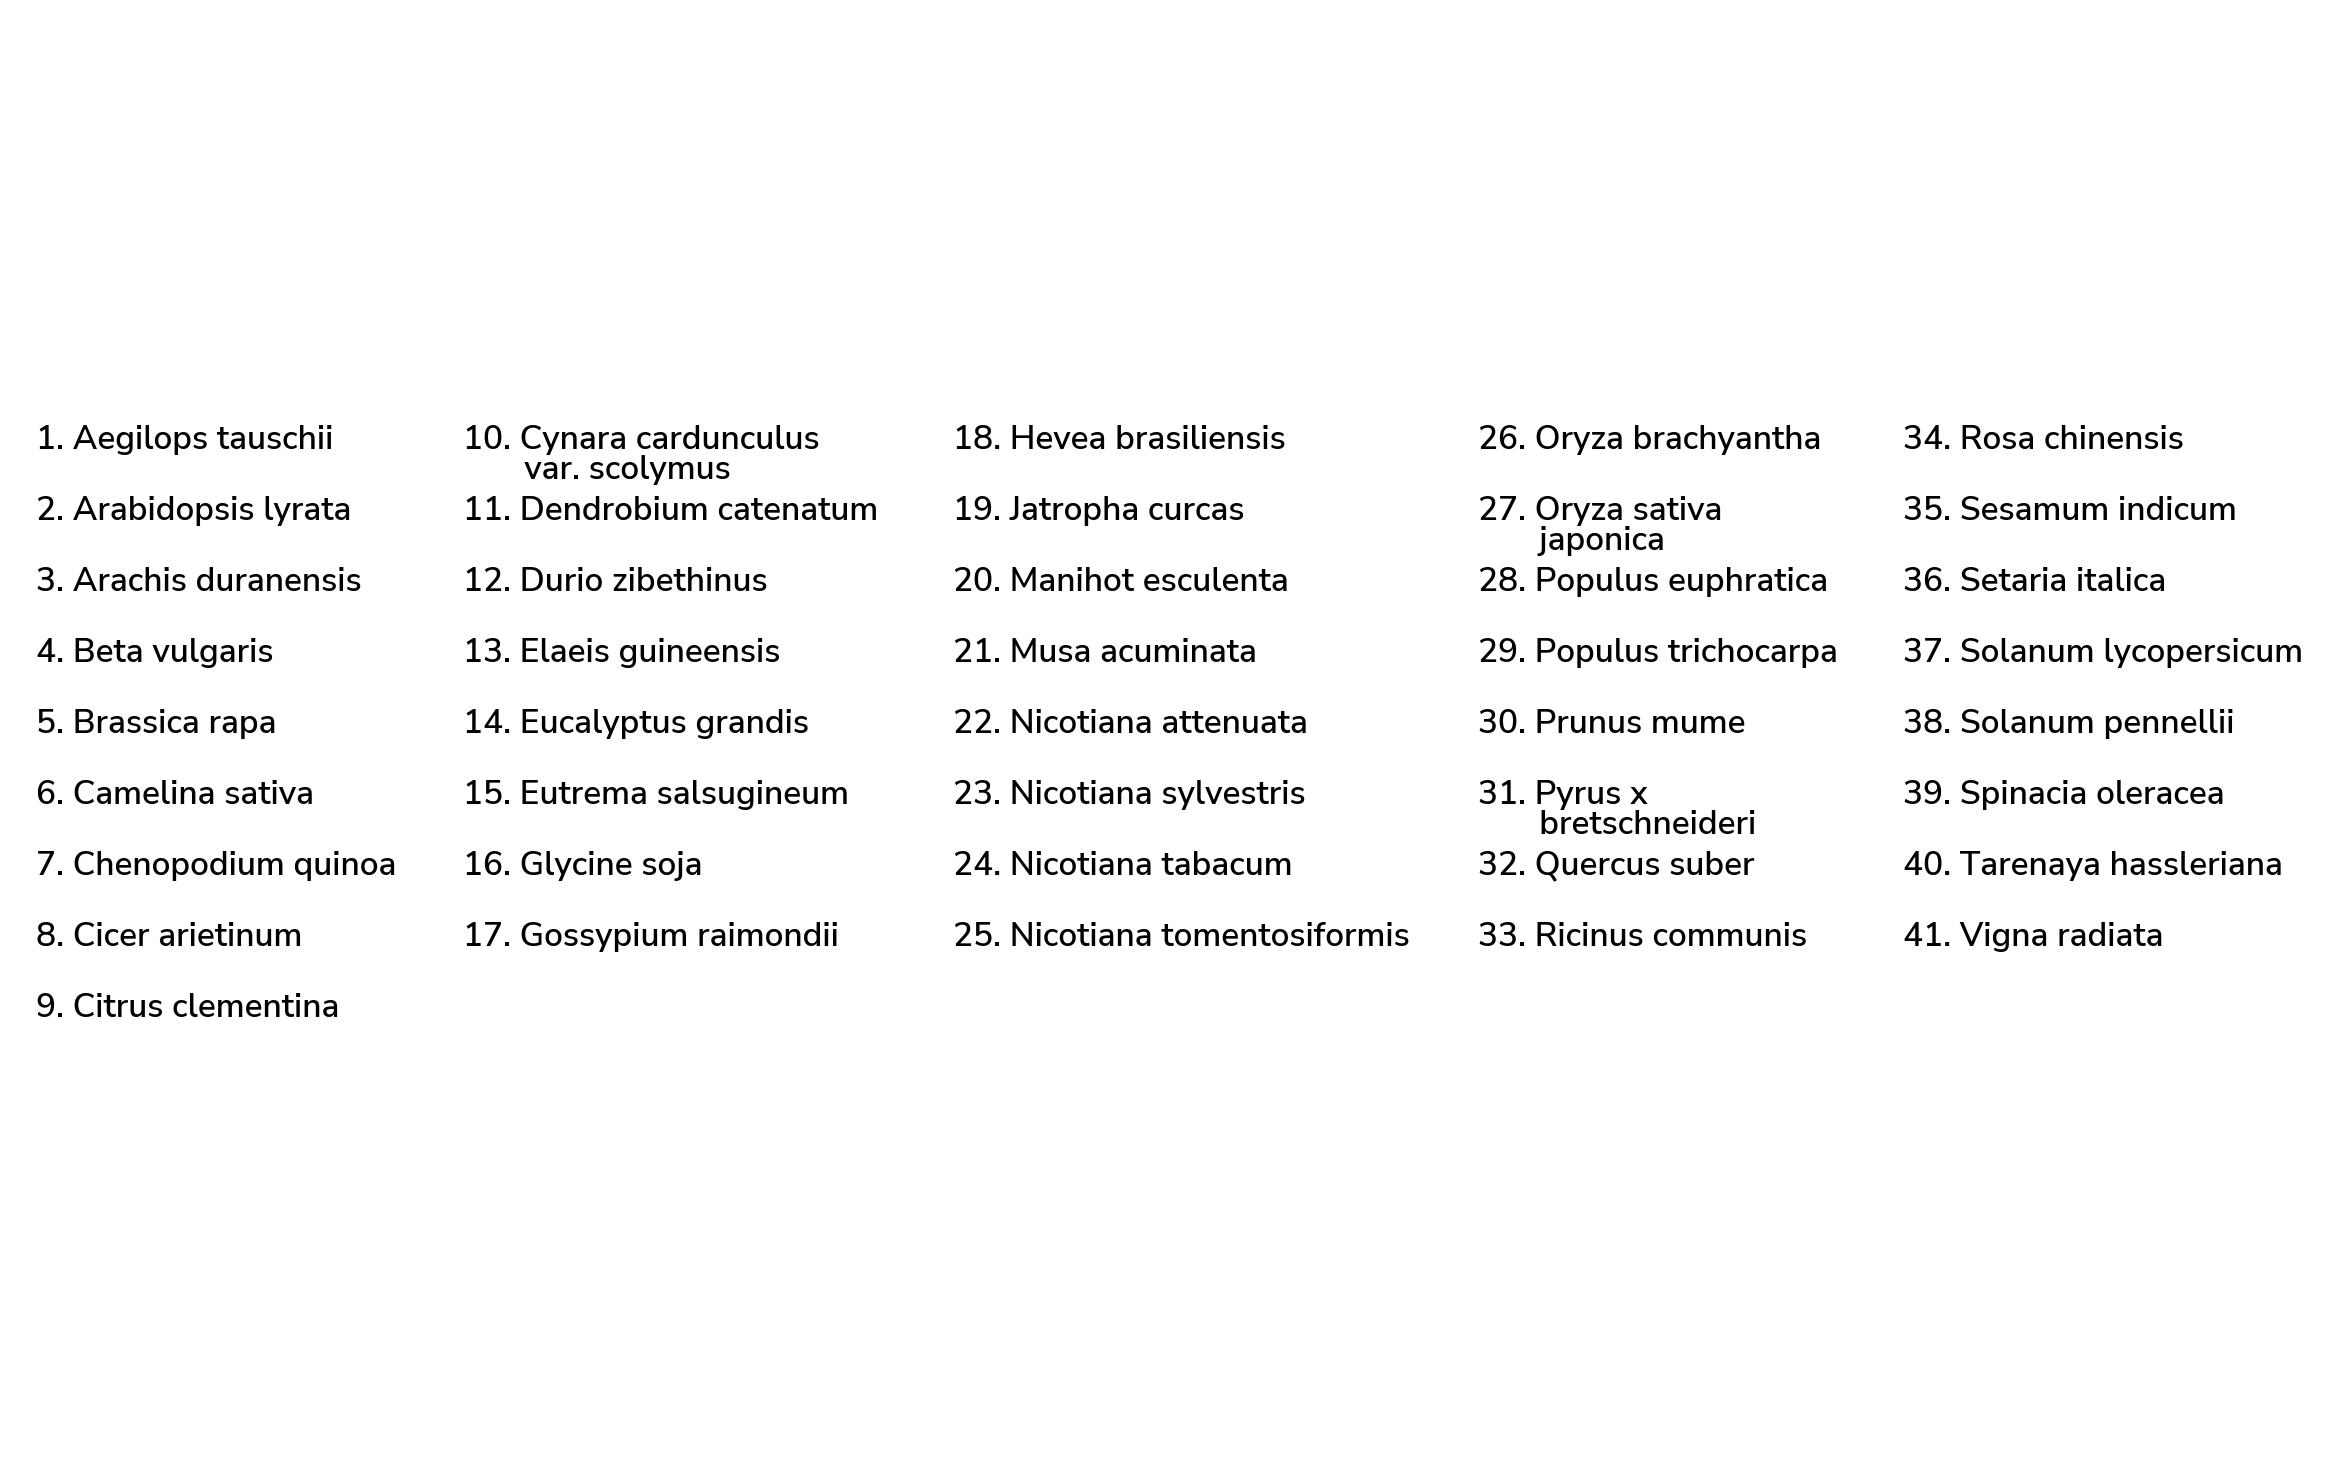 1. Aegilops tauschii
2. Arabidopsis lyrata
3. Arachis duranensis
4. Beta vulgaris
5. Brassica rapa
6. Camelina sativa
7. Chenopodium quinoa
8. Cicer arietinum
9. Citrus clementina
10. Cynara cardunculus
var. scolymus
11. Dendrobium catenatum
12. Durio zibethinus
13. Elaeis guineensis
14. Eucalyptus grandis
15. Eutrema salsugineum
16. Glycine soja
17. Gossypium raimondii
18. Hevea brasiliensis
19. Jatropha curcas
20. Manihot esculenta
21. Musa acuminata
22. Nicotiana attenuata
23. Nicotiana sylvestris
24. Nicotiana tabacum
25. Nicotiana tomentosiformis
26. Oryza brachyantha
27. Oryza sativa
japonica
28. Populus euphratica
29. Populus trichocarpa
30. Prunus mume
31. Pyrus x
bretschneideri
32. Quercus suber
33. Ricinus communis
34. Rosa chinensis
35. Sesamum indicum
36. Setaria italica
37. Solanum lycopersicum
38. Solanum pennellii
39. Spinacia oleracea
40. Tarenaya hassleriana
41. Vigna radiata